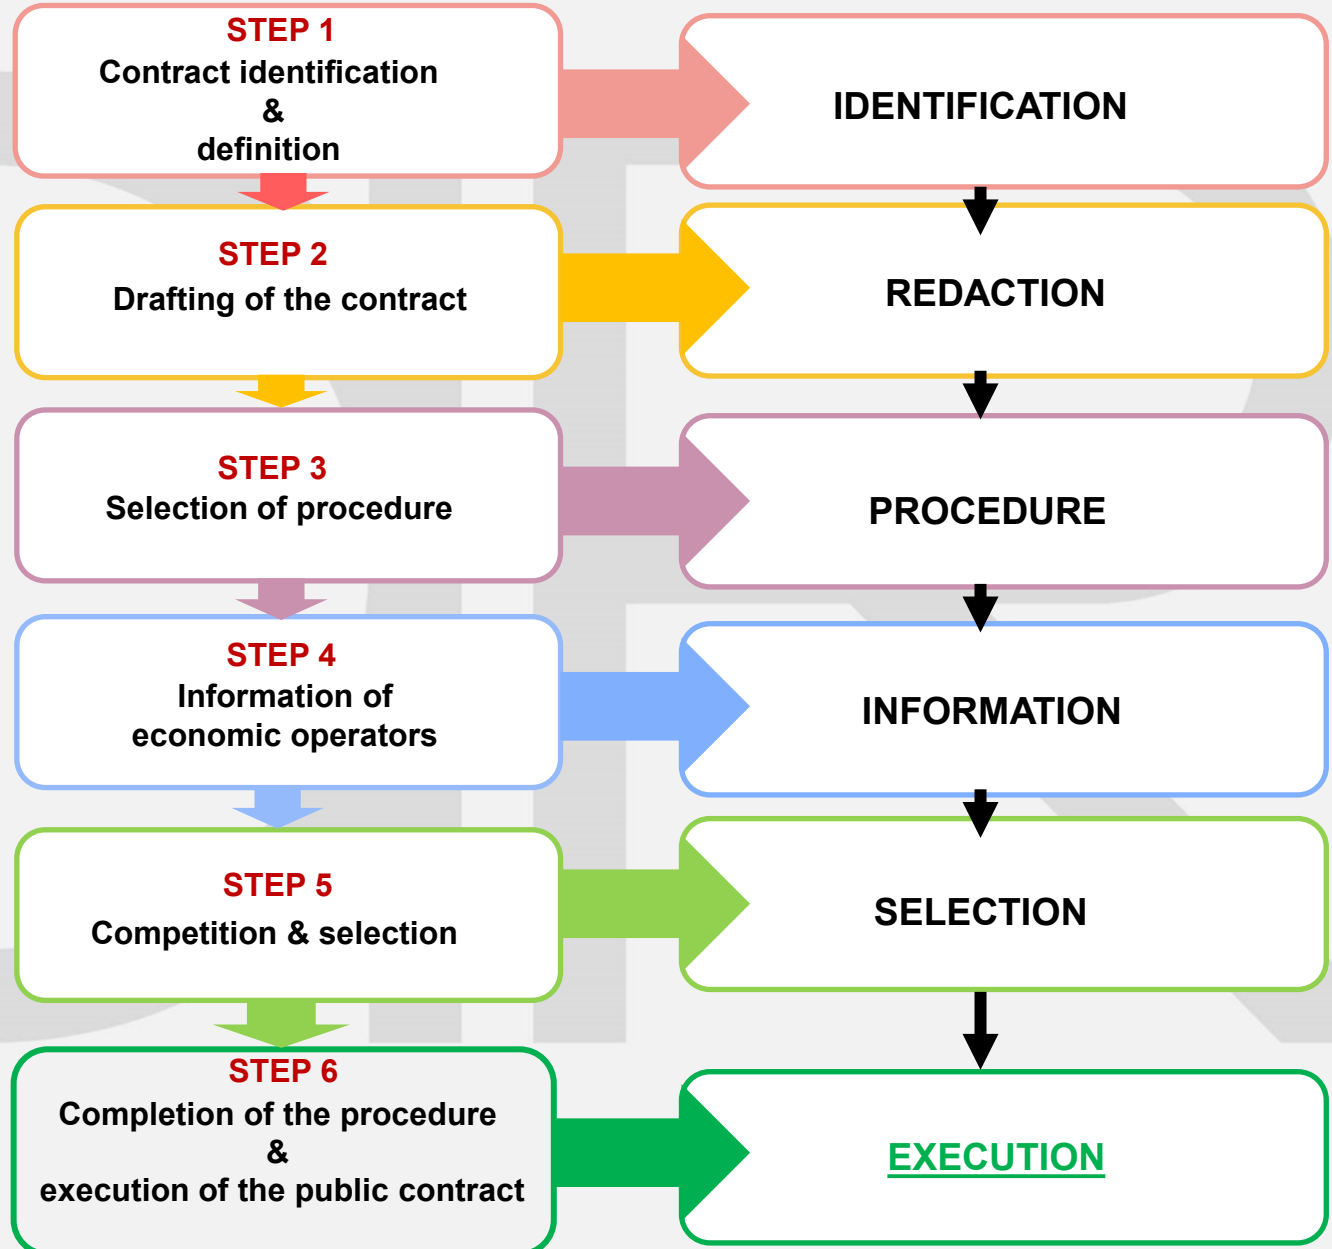 STEP 1
Contract identification
&
definition
IDENTIFICATION
STEP 2
Drafting of the contract
REDACTION
STEP 3
Selection of procedure
PROCEDURE
STEP 4
Information of
economic operators
INFORMATION
STEP 5
Competition & selection
SELECTION
STEP 6
Completion of the procedure
&
execution of the public contract
EXECUTION